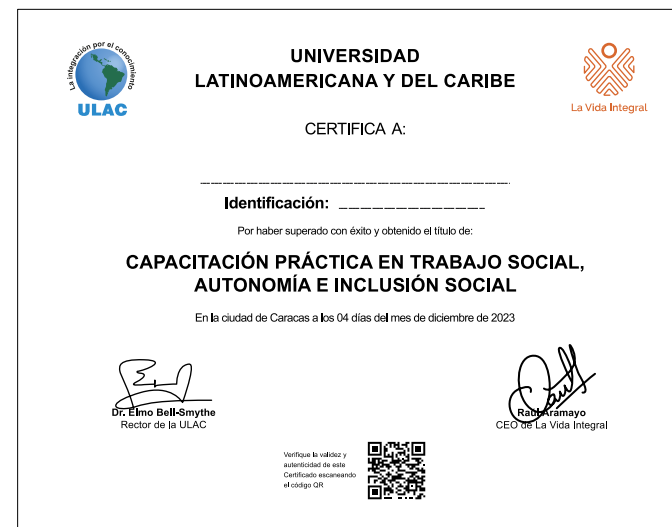 La integración por el conocimiento
ULAC
UNIVERSIDAD
LATINOAMERICANA Y DEL CARIBE
La Vida Integral
CERTIFICA A:
Identificación:
Por haber superado con éxito y obtenido el título de:
CAPACITACIÓN PRÁCTICA EN TRABAJO SOCIAL,
AUTONOMÍA E INCLUSIÓN SOCIAL
En la ciudad de Caracas a los 04 días del mes de diciembre de 2023
Dr. Elmo Bell-Smythe
Rector de la ULAC
Raúl Aramayo
CEO de La Vida Integral
Verifique la validez y
autenticidad de este
Certificado escaneando
el código QR